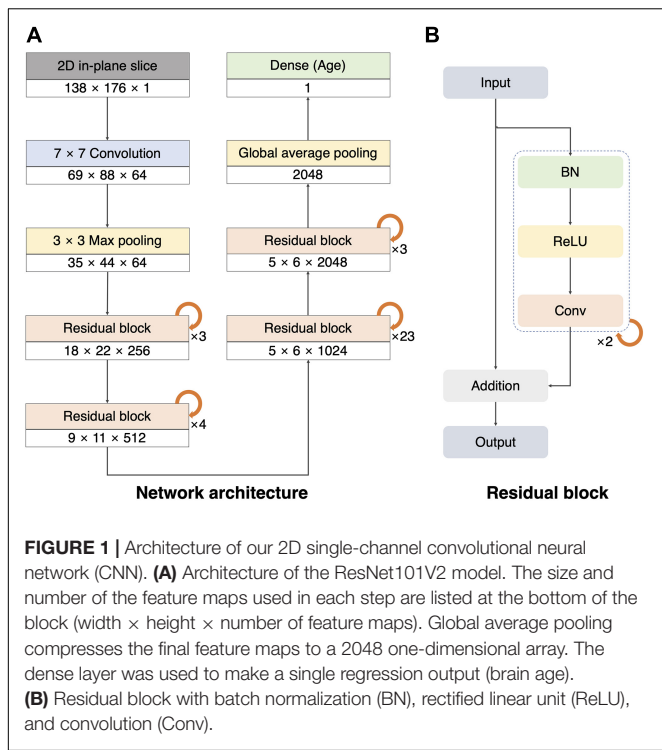 A
2D in-plane slice
138 × 176 × 1
7 × 7 Convolution
69 × 88 × 64
3 × 3 Max pooling
35 × 44 × 64
Residual block
×3
18 × 22 × 256
Residual block
×4
9 × 11 × 512
Dense (Age)
1
Global average pooling
2048
Residual block
×3
5 × 6 × 2048
Residual block
×23
5 × 6 × 1024
Network architecture
B
Input
BN
ReLU
Conv
×2
Addition
Output
Residual block
FIGURE 1 | Architecture of our 2D single-channel convolutional neural
network (CNN). (A) Architecture of the ResNet101V2 model. The size and
number of the feature maps used in each step are listed at the bottom of the
block (width × height × number of feature maps). Global average pooling
compresses the final feature maps to a 2048 one-dimensional array. The
dense layer was used to make a single regression output (brain age).
(B) Residual block with batch normalization (BN), rectified linear unit (ReLU),
and convolution (Conv).